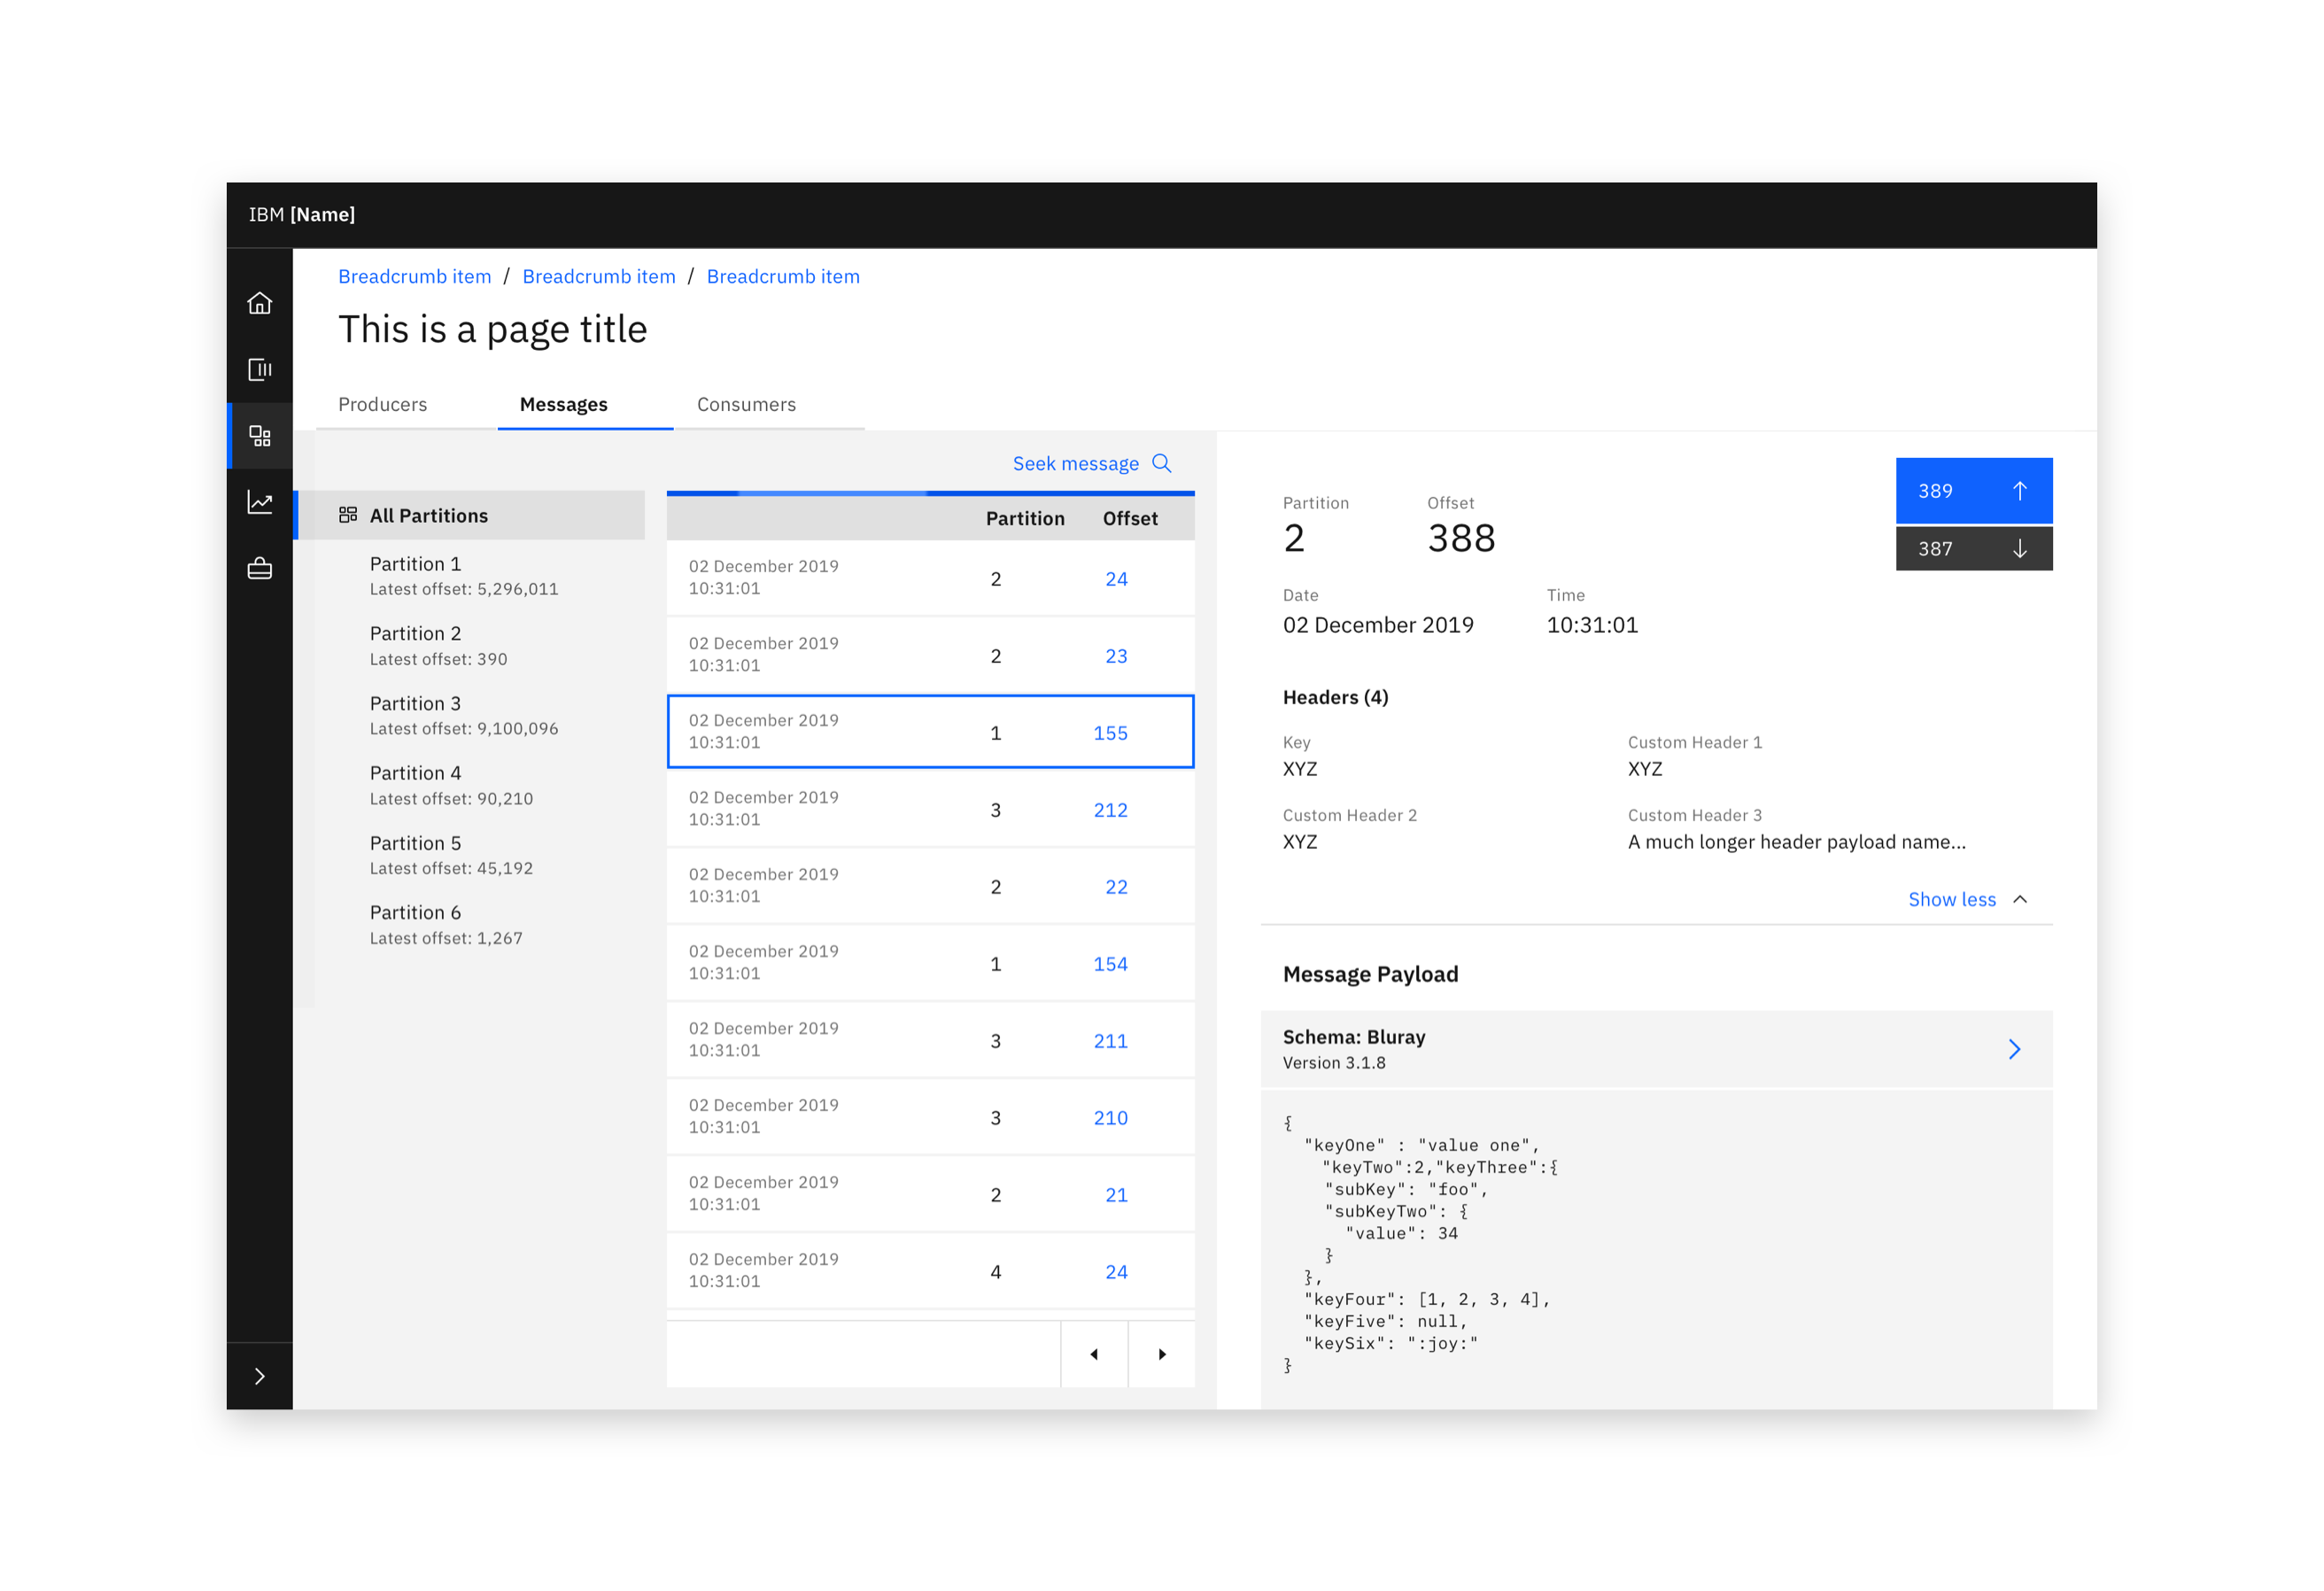 IBM [Name]
Breadcrumb item / Breadcrumb item / Breadcrumb item
This is a page title
Producers Messages Consumers
Seek message
All Partitions
Partition 1
Latest offset: 5,296,011
Partition 2
Latest offset: 390
Partition 3
Latest offset: 9,100,096
Partition 4
Latest offset: 90,210
Partition 5
Latest offset: 45,192
Partition 6
Latest offset: 1,267
Partition Offset
02 December 2019
10:31:01
2 24
02 December 2019
10:31:01
2 23
02 December 2019
10:31:01
1 155
02 December 2019
10:31:01
3 212
02 December 2019
10:31:01
2 22
02 December 2019
10:31:01
1 154
02 December 2019
10:31:01
3 211
02 December 2019
10:31:01
3 210
02 December 2019
10:31:01
2 21
02 December 2019
10:31:01
4 24
Partition Offset
2 388
389
387
Date Time
02 December 2019 10:31:01
Headers (4)
Key Custom Header 1
XYZ XYZ
Custom Header 2 Custom Header 3
XYZ A much longer header payload name...
Show less
Message Payload
Schema: Bluray
Version 3.1.8
{
"keyOne" : "value one",
"keyTwo":2,"keyThree":{
"subKey": "foo",
"subKeyTwo": {
"value": 34
}
},
"keyFour": [1, 2, 3, 4],
"keyFive": null,
"keySix": ":joy:"
}